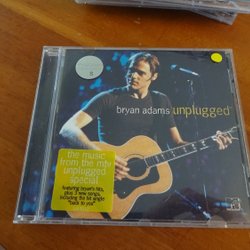 8
bryan adams unplugged
the music
from the mtv
unplugged
special
featuring bryan's hits,
plus 3 new songs,
including the hit single
"back to you"